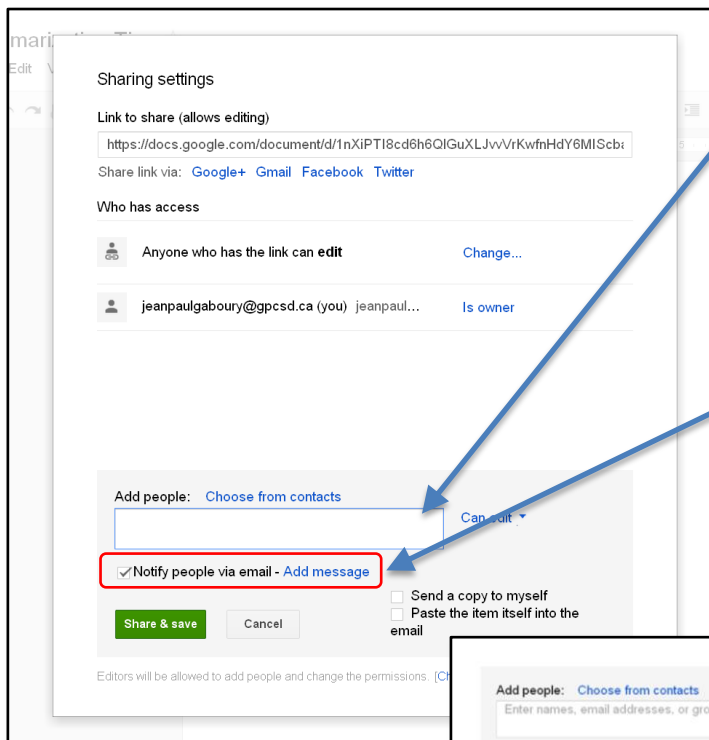 Edit
Sharing settings
Link to share (allows editing)
https://docs.google.com/document/d/
Share link via: Google+ Gmail Facebook Twitter
Who has access
Anyone who has the link can edit Change...
jeanpaulgaboury@gpcsd.ca (you) jeanpaul... Is owner
Add people: Choose from contacts
Can edit
Notify people via email - Add message
Send a copy to myself
Paste the item itself into the
email
Share & save Cancel
Editors will be allowed to add people and change the permissions.
Add people: Choose from contacts
Enter names, email addresses, or